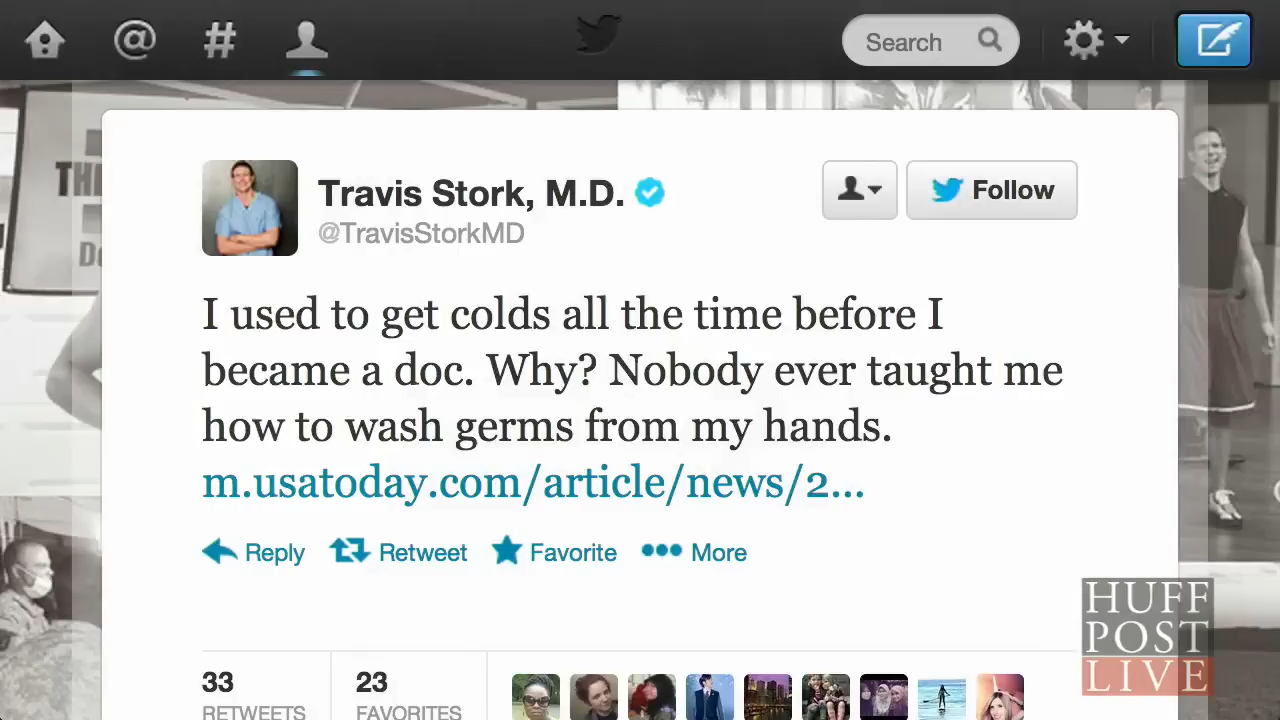 @ #
Search
Travis Stork, M.D.
@TravisStorkMD
Follow
I used to get colds all the time before I
became a doc. Why? Nobody ever taught me
how to wash germs from my hands.
m.usatoday.com/article/news/2...
Reply Retweet Favorite More
33
RETWEETS
23
FAVORITES
HUFF
POST
LIVE